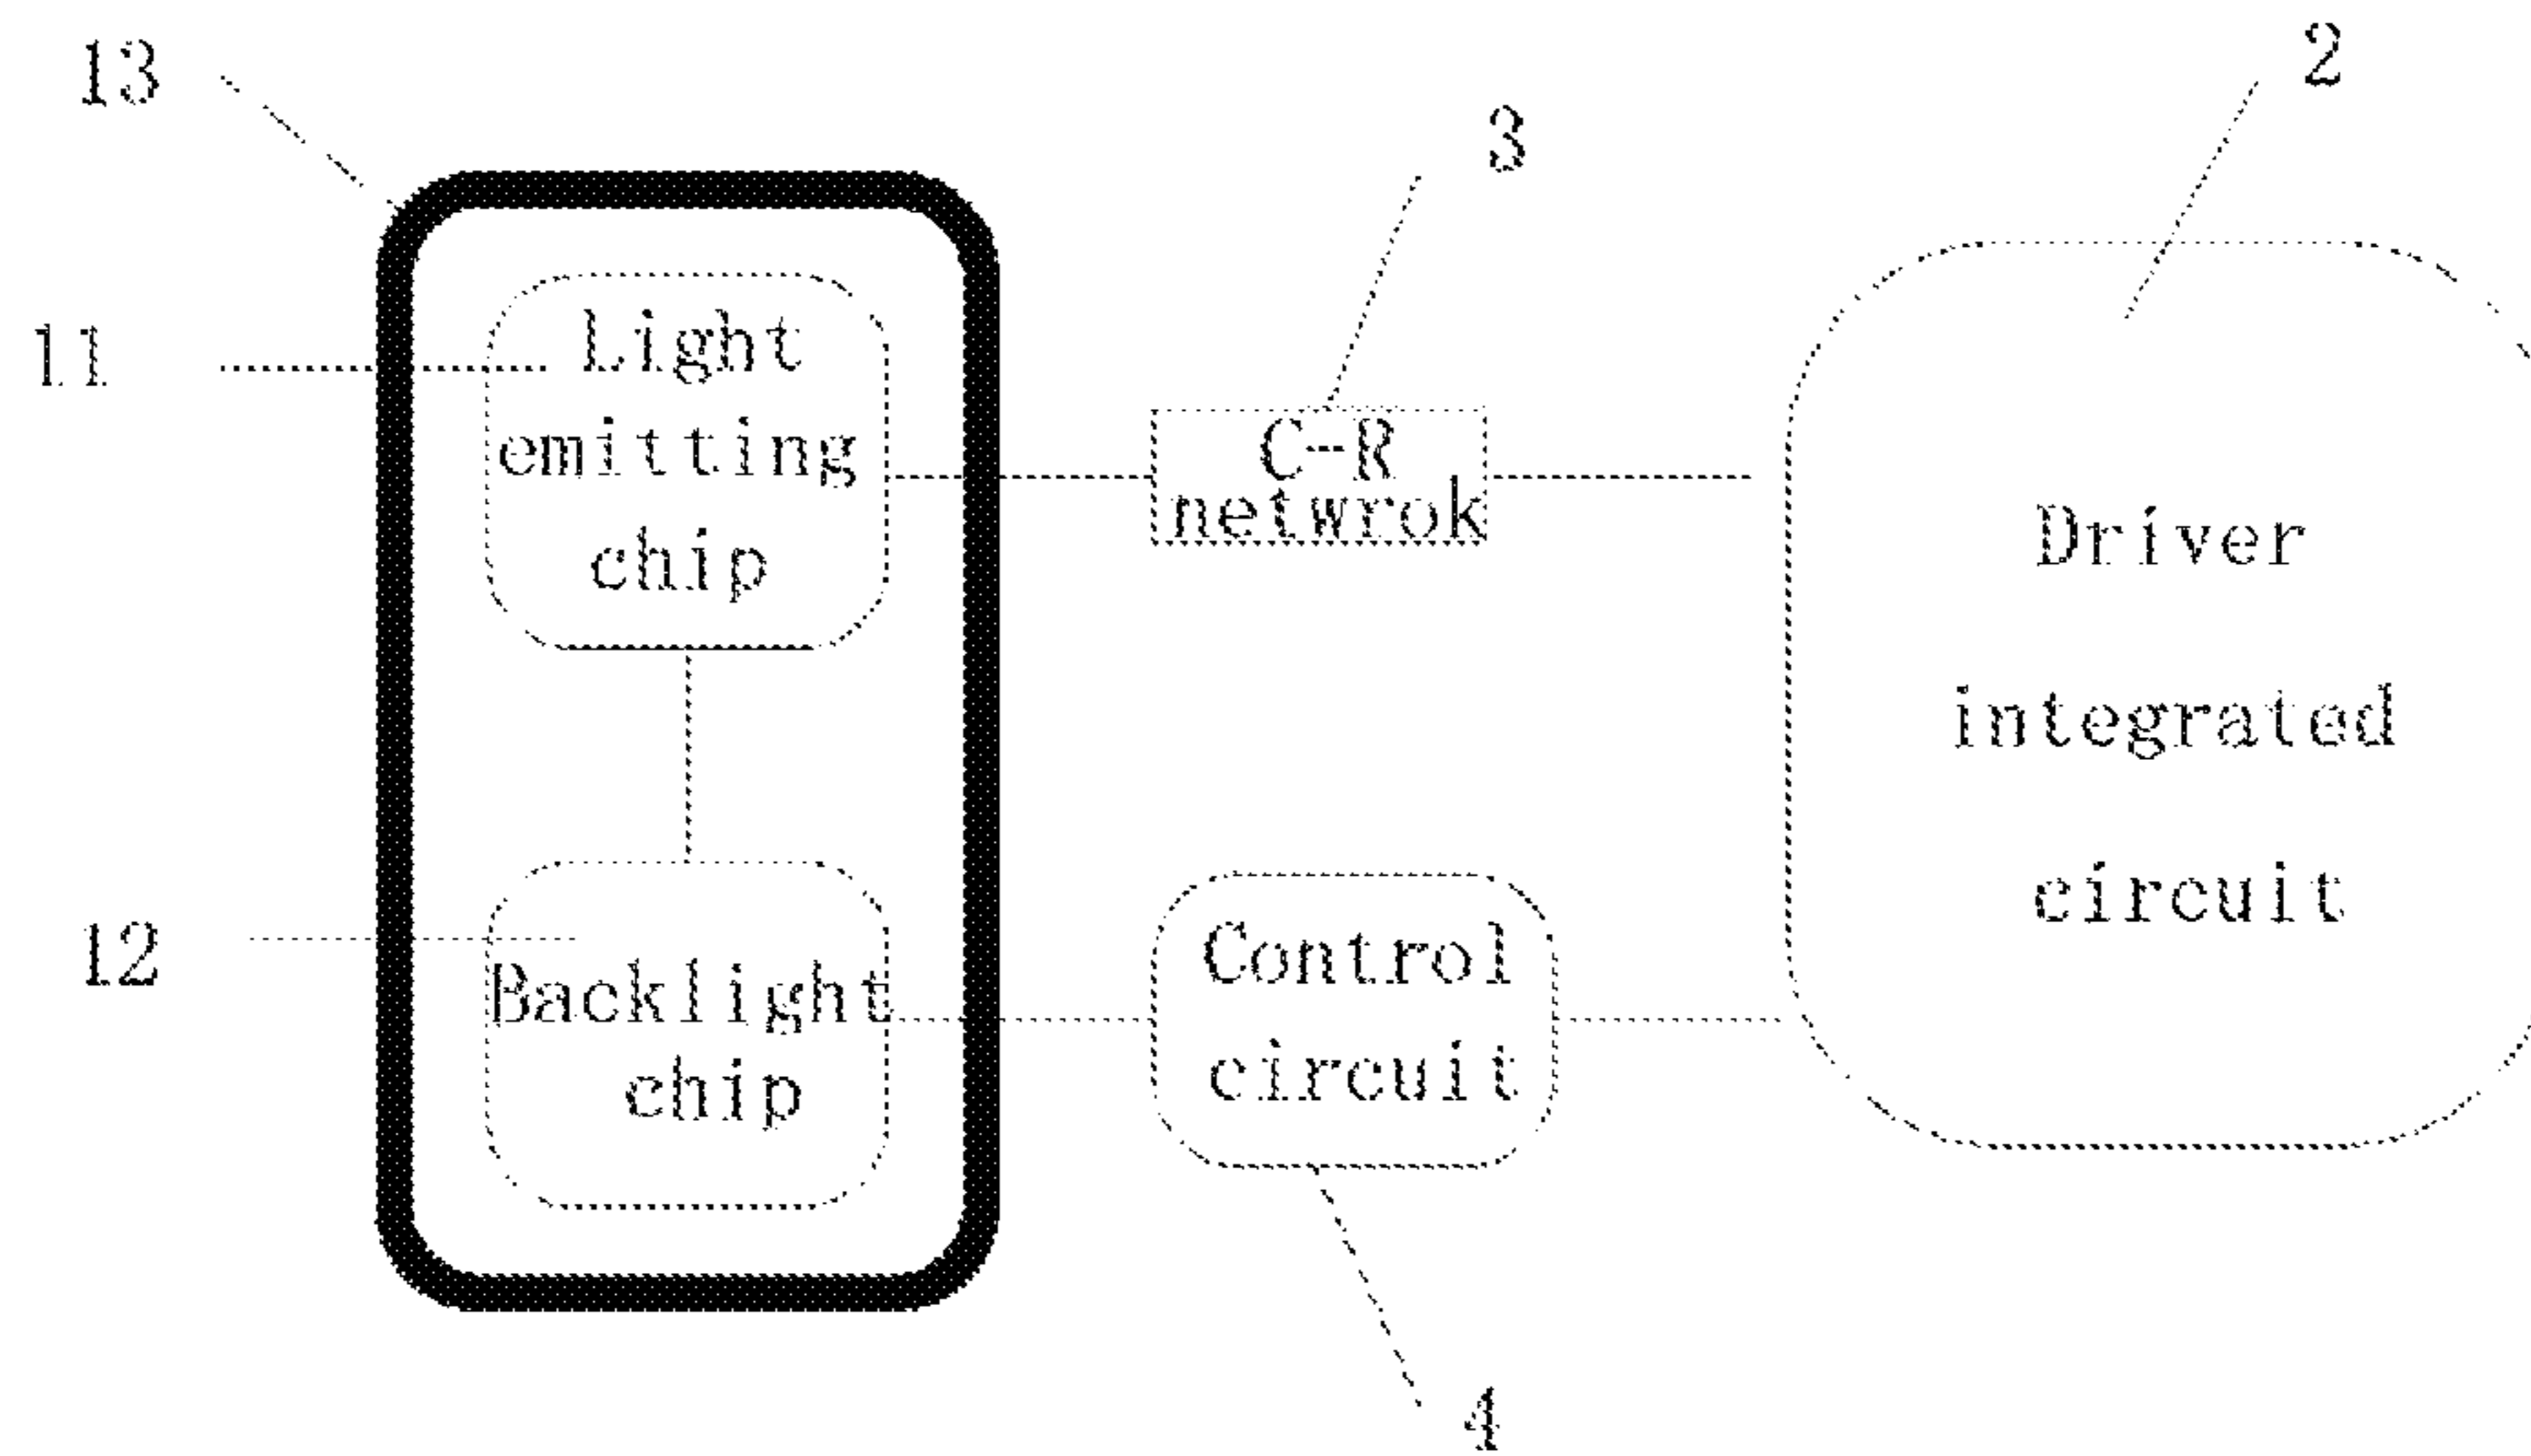 13
2
3
11
Light
emitting
chip
C-R
netwrok
Driver
integrated
circuit
12
Backlight
chip
Control
circuit
4